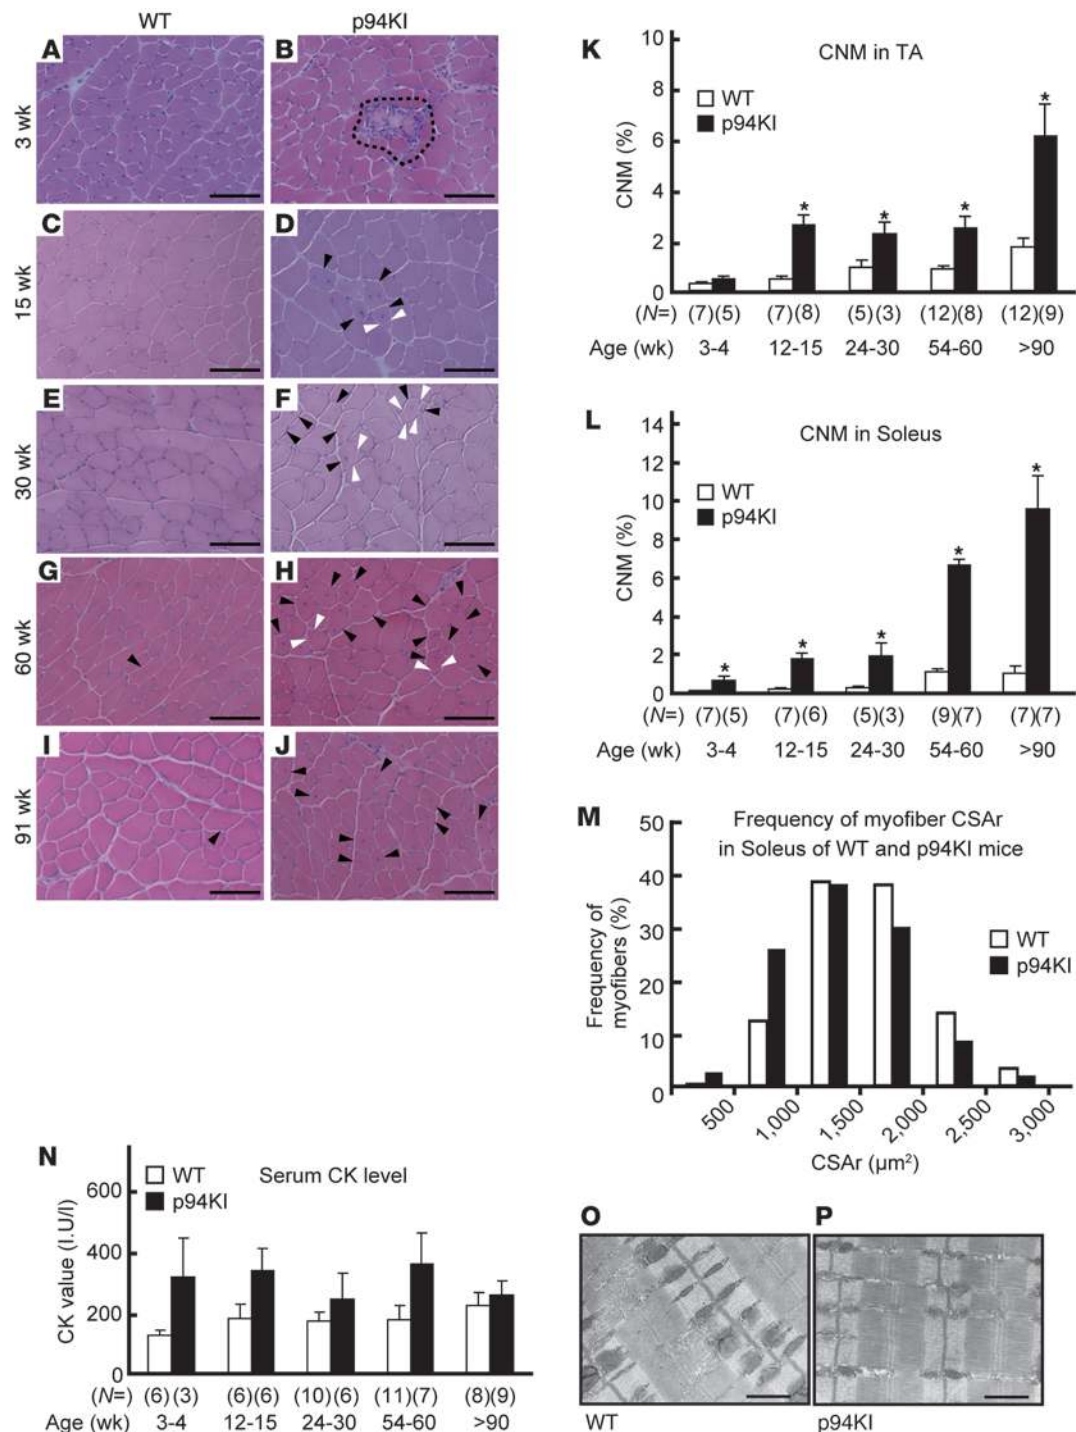 WT p94KI
3 wk
A B
15 wk
C D
30 wk
E F
60 wk
G H
91 wk
I J
K
CNM in TA
WT
p94KI
CNM (%)
10
8
6
4
2
0
* * * *
(N=) (7)(5) (7)(8) (5)(3) (12)(8) (12)(9)
Age (wk) 3-4 12-15 24-30 54-60 >90
L
CNM in Soleus
WT
p94KI
CNM (%)
14
12
10
8
6
4
2
0
* * * * *
(N=) (7)(5) (7)(6) (5)(3) (9)(7) (7)(7)
Age (wk) 3-4 12-15 24-30 54-60 >90
M
Frequency of myofiber CSAr
in Soleus of WT and p94KI mice
WT
p94KI
Frequency of
myofibers (%)
50
40
30
20
10
0
500 1,000 1,500 2,000 2,500 3,000
CSAr (µm²)
N
Serum CK level
WT
p94KI
CK value (I.U/l)
600
400
200
0
(N=) (6)(3) (6)(6) (10)(6) (11)(7) (8)(9)
Age (wk) 3-4 12-15 24-30 54-60 >90
O P
WT p94KI